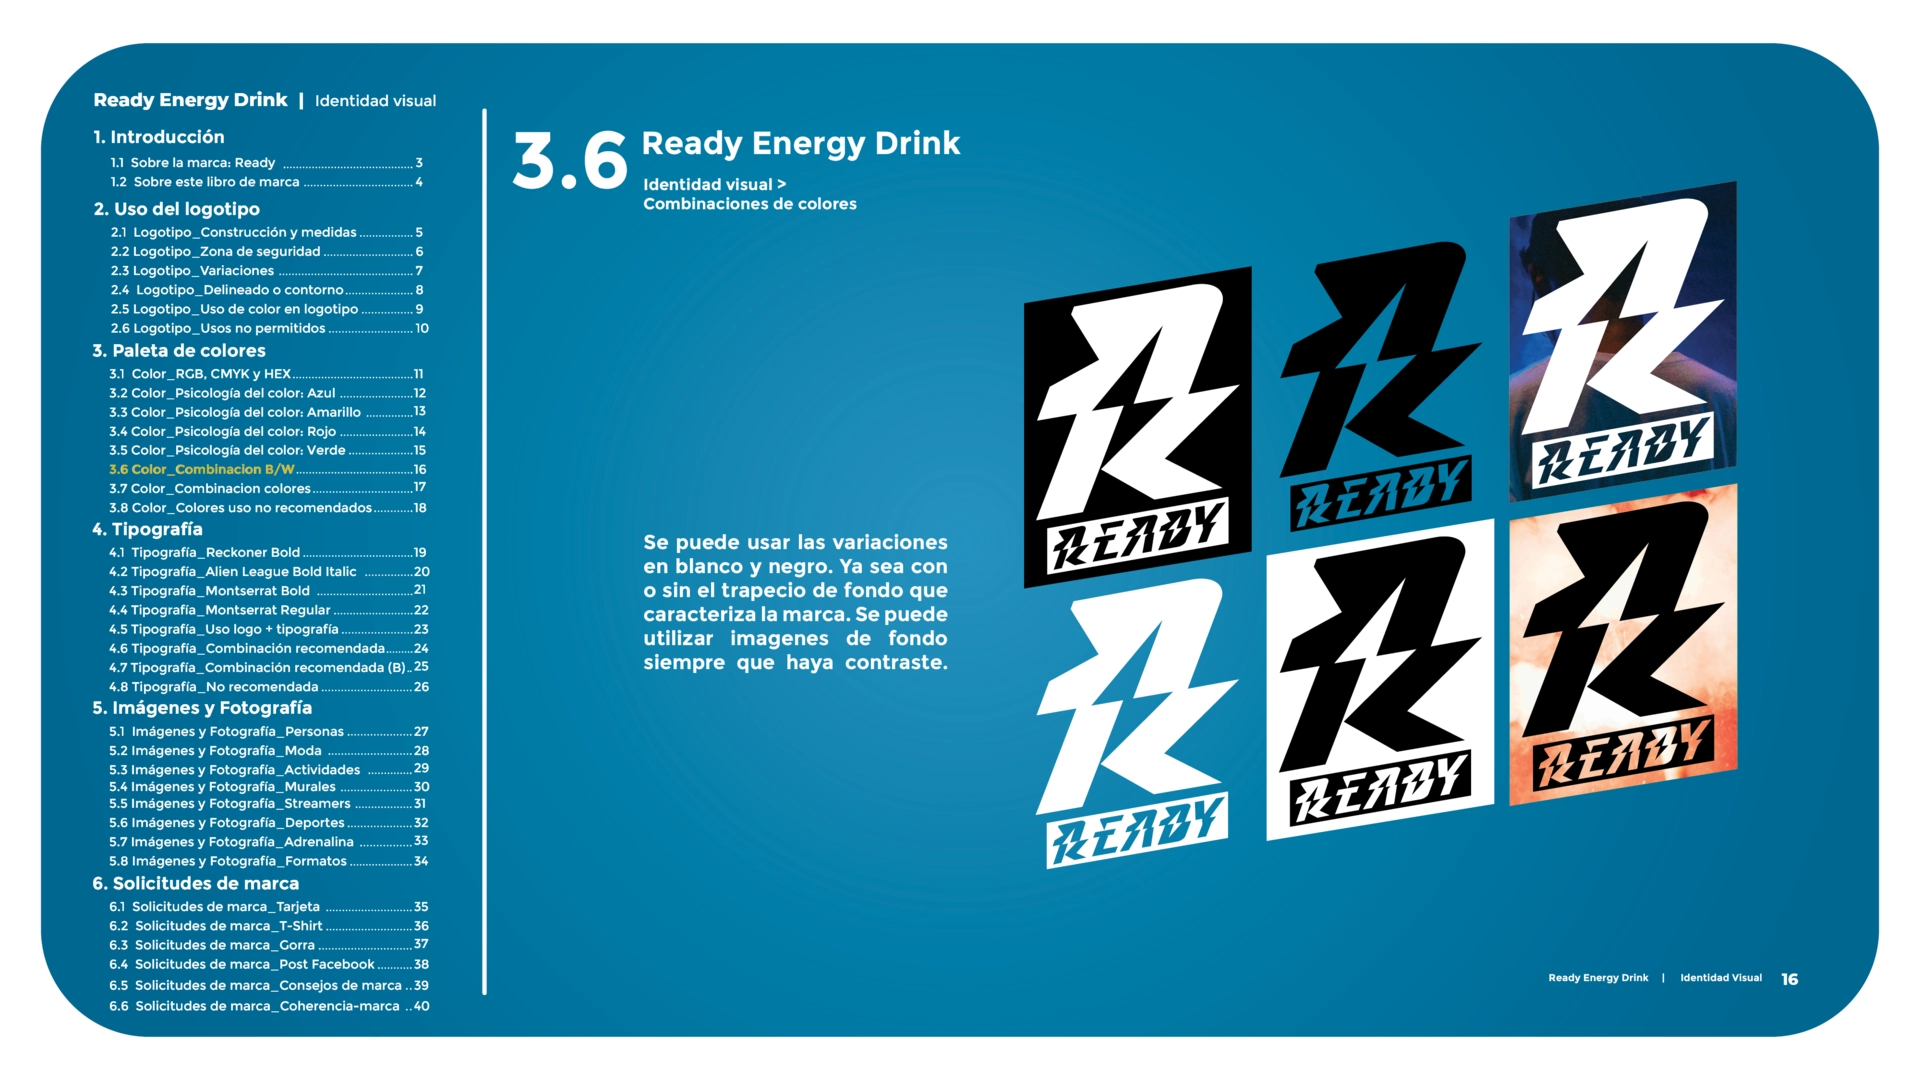 Ready Energy Drink | Identidad visual
1. Introducción
1.1 Sobre la marca: Ready ........................................ 3
1.2 Sobre este libro de marca .................................. 4
2. Uso del logotipo
2.1 Logotipo_Construcción y medidas ................ 5
2.2 Logotipo_Zona de seguridad ........................... 6
2.3 Logotipo_Variaciones ......................................... 7
2.4 Logotipo_Delineado o contorno..................... 8
2.5 Logotipo_Uso de color en logotipo ................ 9
2.6 Logotipo_Usos no permitidos .......................... 10
3. Paleta de colores
3.1 Color_RGB, CMYK y HEX...................................... 11
3.2 Color_Psicología del color: Azul ....................... 12
3.3 Color_Psicología del color: Amarillo .............. 13
3.4 Color_Psicología del color: Rojo ...................... 14
3.5 Color_Psicología del color: Verde .................... 15
3.6 Color_Combinacion B/W..................................... 16
3.7 Color_Combinacion colores................................ 17
3.8 Color_Colores uso no recomendados............ 18
4. Tipografía
4.1 Tipografía_Reckoner Bold ................................... 19
4.2 Tipografía_Alien League Bold Italic ............... 20
4.3 Tipografía_Montserrat Bold .............................. 21
4.4 Tipografía_Montserrat Regular ......................... 22
4.5 Tipografía_Uso logo + tipografía ....................... 23
4.6 Tipografía_Combinación recomendada........ 24
4.7 Tipografía_Combinación recomendada (B).. 25
4.8 Tipografía_No recomendada ............................. 26
5. Imágenes y Fotografía
5.1 Imágenes y Fotografía_Personas ..................... 27
5.2 Imágenes y Fotografía_Moda ........................... 28
5.3 Imágenes y Fotografía_Actividades .............. 29
5.4 Imágenes y Fotografía_Murales ....................... 30
5.5 Imágenes y Fotografía_Streamers .................. 31
5.6 Imágenes y Fotografía_Deportes ..................... 32
5.7 Imágenes y Fotografía_Adrenalina ................. 33
5.8 Imágenes y Fotografía_Formatos .................... 34
6. Solicitudes de marca
6.1 Solicitudes de marca_Tarjeta ............................ 35
6.2 Solicitudes de marca_T-Shirt ........................... 36
6.3 Solicitudes de marca_Gorra .............................. 37
6.4 Solicitudes de marca_Post Facebook ........... 38
6.5 Solicitudes de marca_Consejos de marca .. 39
6.6 Solicitudes de marca_Coherencia-marca .. 40
3.6 Ready Energy Drink
Identidad visual >
Combinaciones de colores
Se puede usar las variaciones
en blanco y negro. Ya sea con
o sin el trapecio de fondo que
caracteriza la marca. Se puede
utilizar imagenes de fondo
siempre que haya contraste.
R
READY
R
READY
R
READY
R
READY
R
READY
R
READY
Ready Energy Drink | Identidad Visual 16